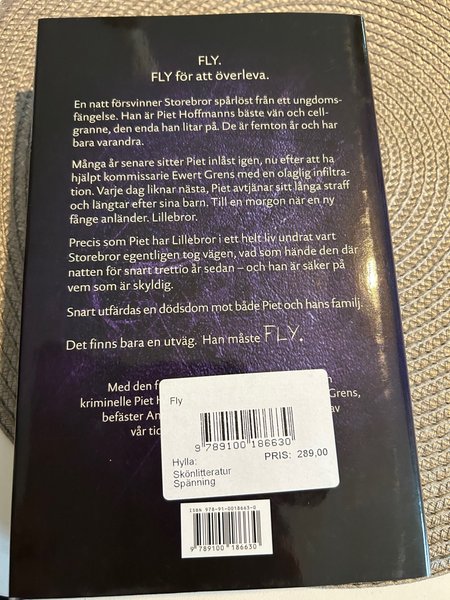 FLY.
FLY för att överleva.
En natt försvinner Storebror spårlöst från ett ungdoms-
fängelse. Han är Piet Hoffmanns bäste vän och cell-
granne, den enda han litar på. De är femton år och har
bara varandra.
Många år senare sitter Piet inlåst igen, nu efter att ha
hjälpt kommissarie Ewert Grens med en olaglig infiltra-
tion. Varje dag liknar nästa, Piet avtjänar sitt långa straff
och längtar efter sina barn. Till en morgon när en ny
fånge anländer. Lillebror.
Precis som Piet har Lillebror i ett helt liv undrat vart
Storebror egentligen tog vägen, vad som hände den där
natten för snart trettio år sedan – och han är säker på
vem som är skyldig.
Snart utfärdas en dödsdom mot både Piet och hans familj.
Det finns bara en utväg. Han måste FLY.
Med den f
kriminelle Piet H Grens,
befäster An av
vår tid
Fly
9 789100 186630
Hylla: PRIS: 289,00
Skönlitteratur
Spänning
ISBN 978-91-0018663-0
9 789100 186630